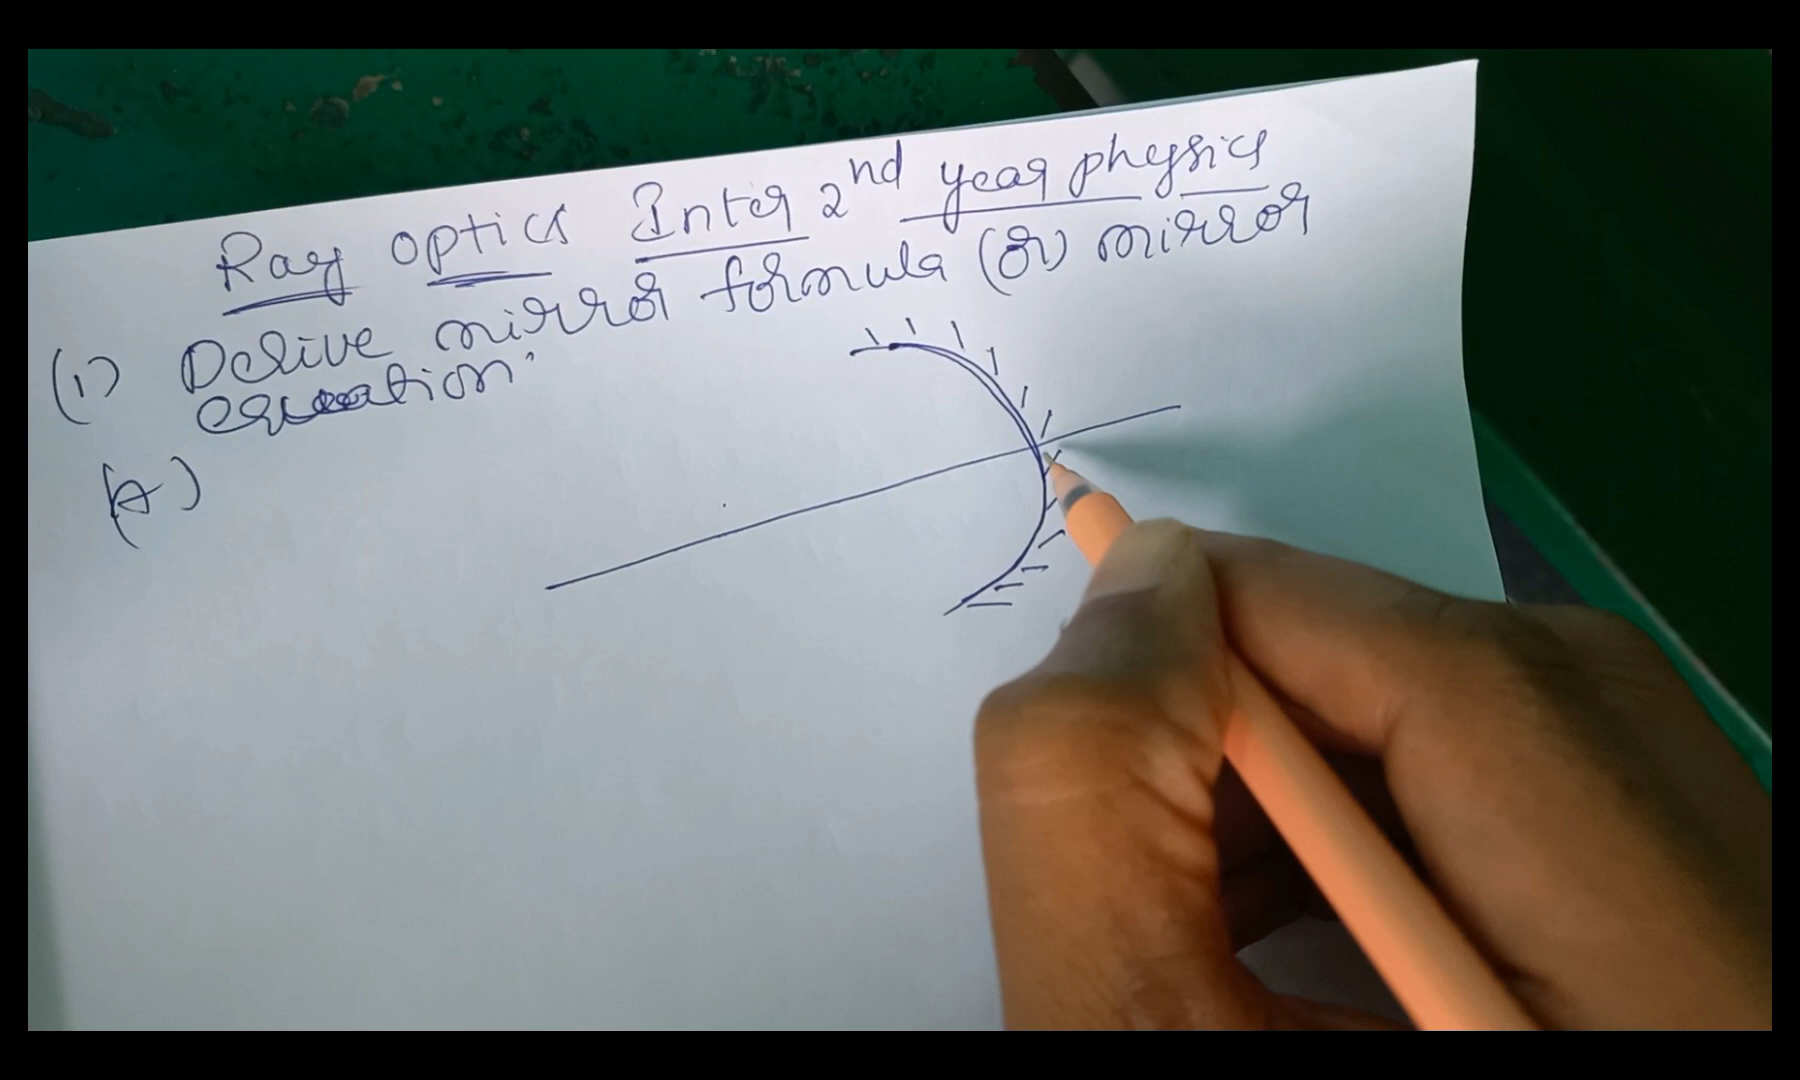 Ray optics Inter 2nd year physics
(1) Derive mirror formula (or) mirror
equation.
(A)